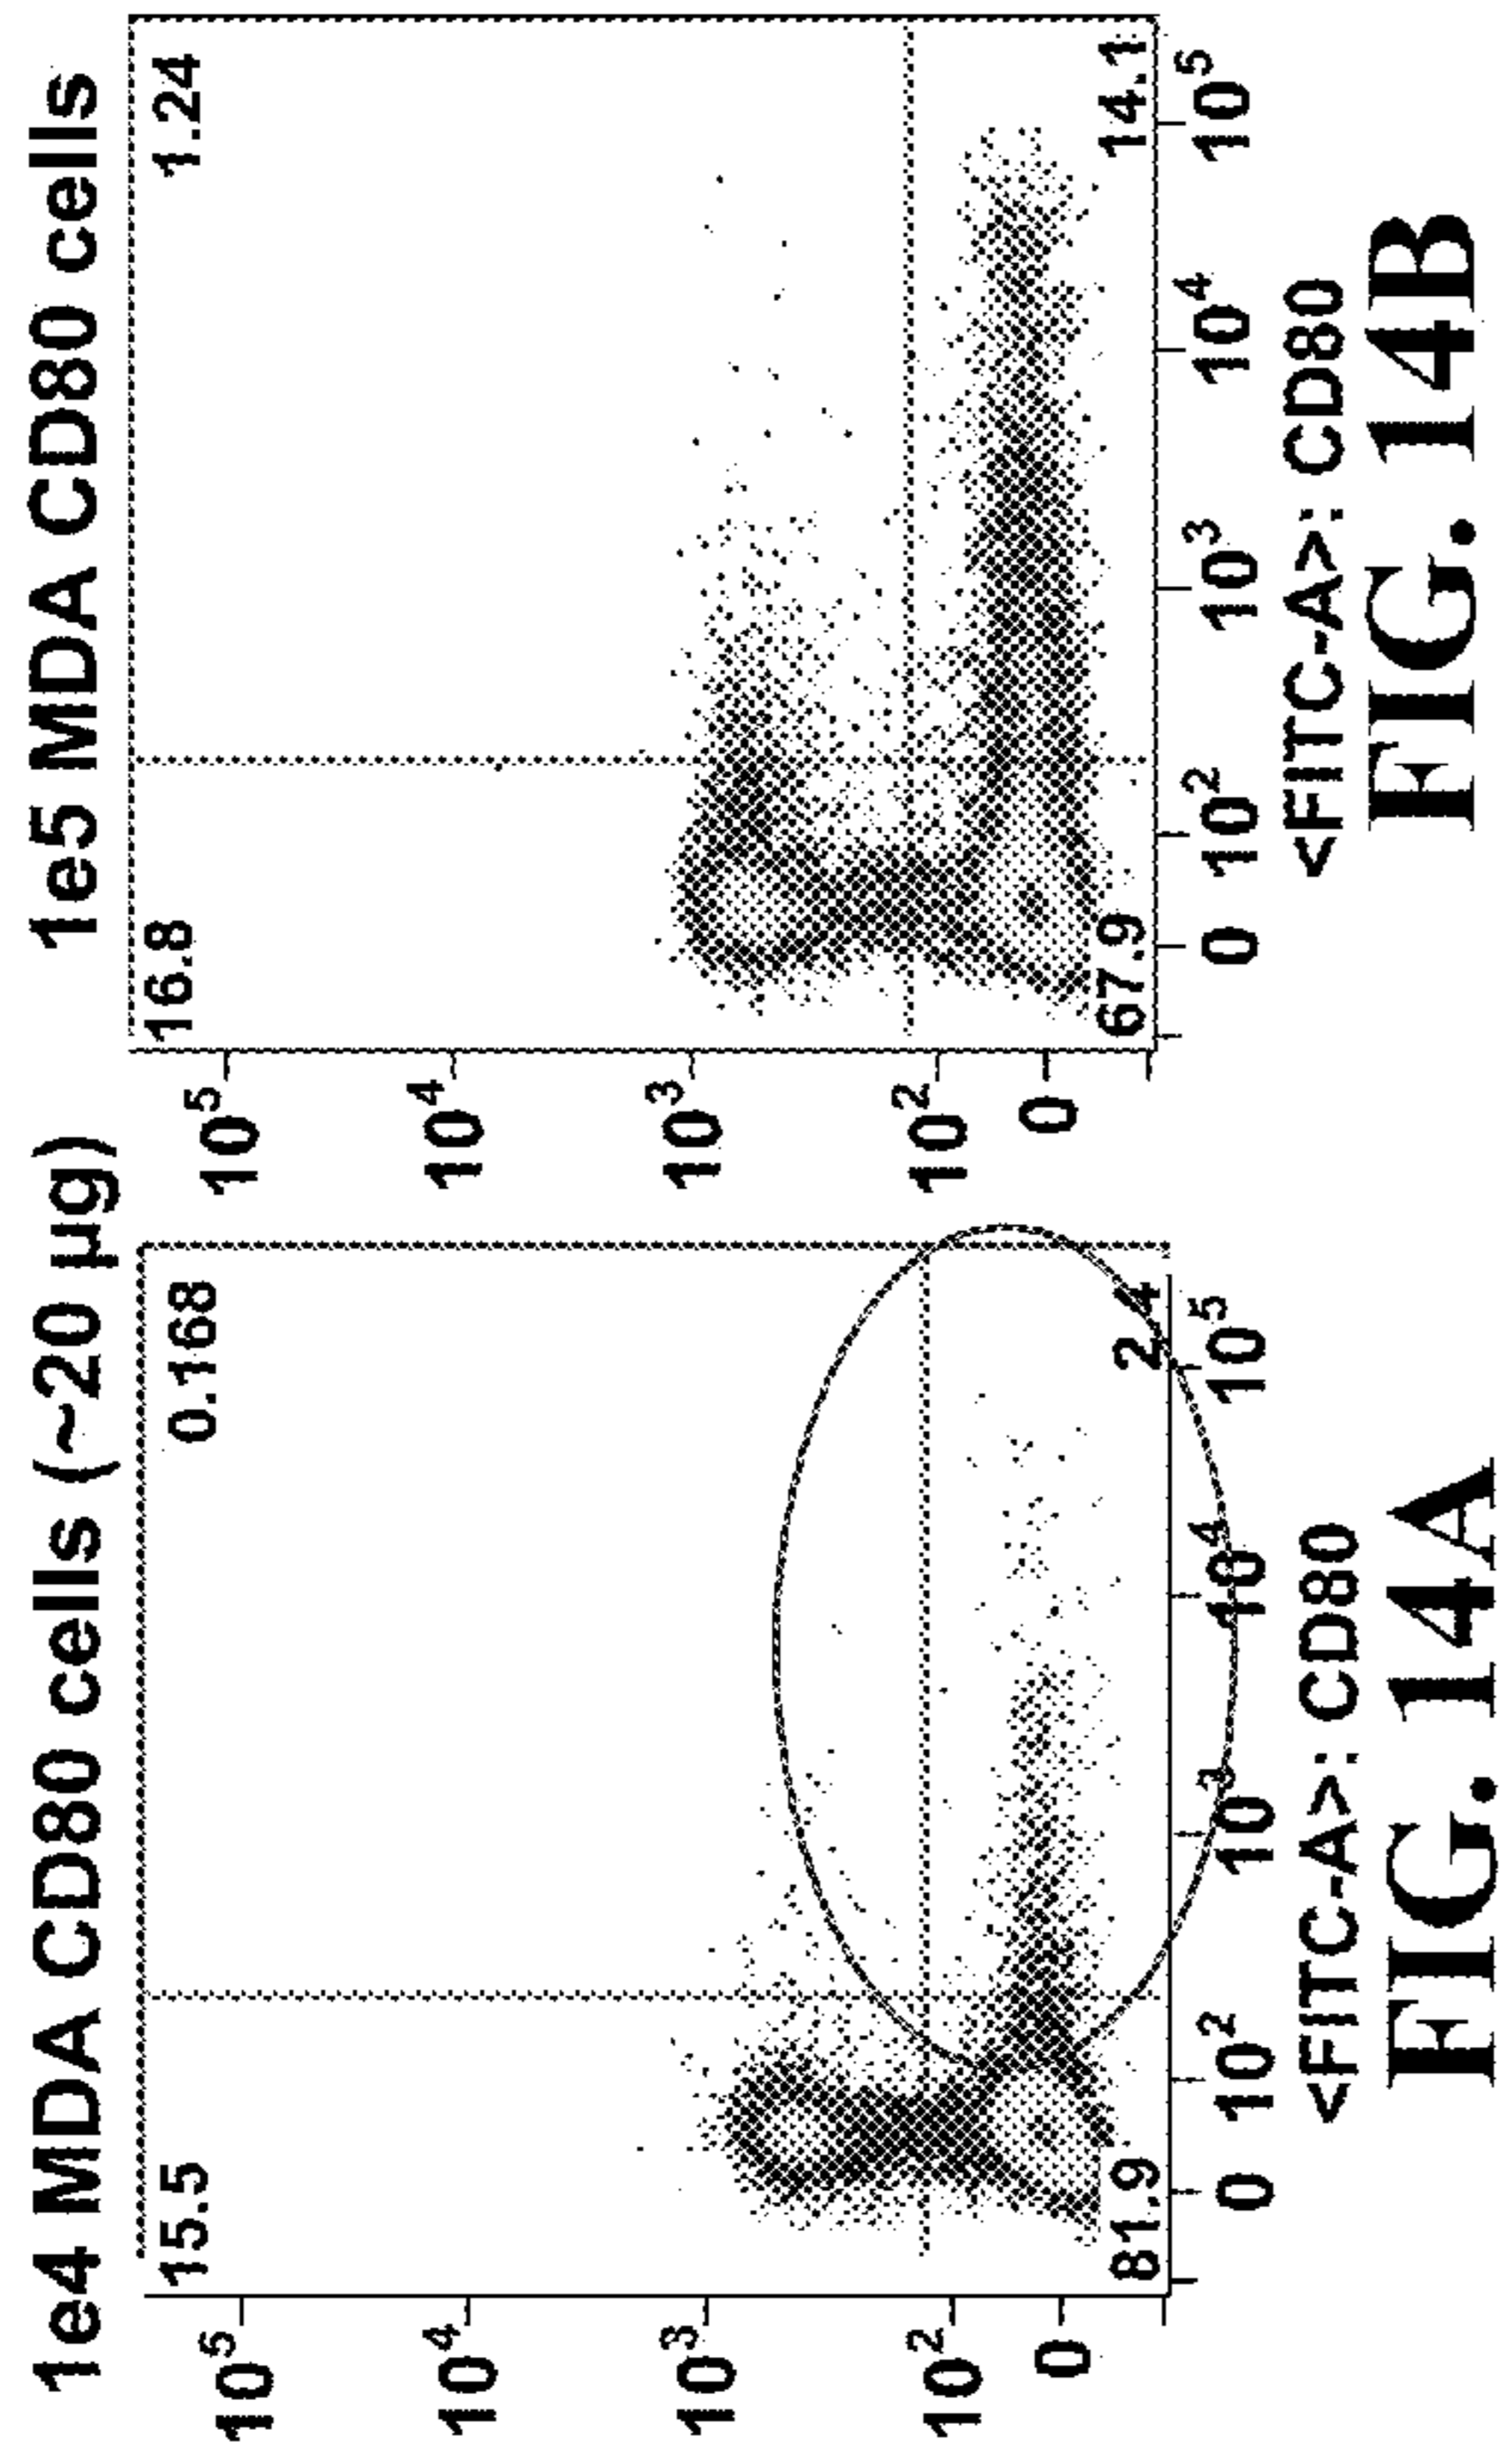 1e4 MDA CD80 cells (~20 µg)
15.5
0.168
10^5
10^4
10^3
10^2
0
81.9
2.4
0 10^2 10^3 10^4 10^5
<FITC-A>: CD80
FIG. 14A
1e5 MDA CD80 cells
16.8
1.24
10^5
10^4
10^3
10^2
0
67.9
14.1
0 10^2 10^3 10^4 10^5
<FITC-A>: CD80
FIG. 14B